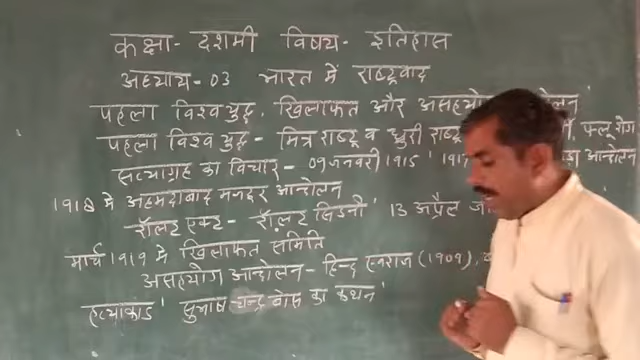 कक्षा- दशमी विषय- इतिहास
अध्याय-03 भारत में राष्ट्रवाद
पहला विश्व युद्ध, खिलाफत और असहयोग
पहला विश्व युद्ध - मित्र राष्ट्र व धुरी राष्ट्र फ्लू रोग
सत्याग्रह का विचार- 09 जनवरी 1915 आन्दोलन
1918 में अहमदाबाद मजदूर आन्दोलन
रॉलट एक्ट- रॉलट सिडनी 13 अप्रैल
मार्च 1919 में खिलाफत समिति
असहयोग आन्दोलन- हिन्द स्वराज (1909),
हत्याकांड सुभाष चन्द्र बोस का कथन